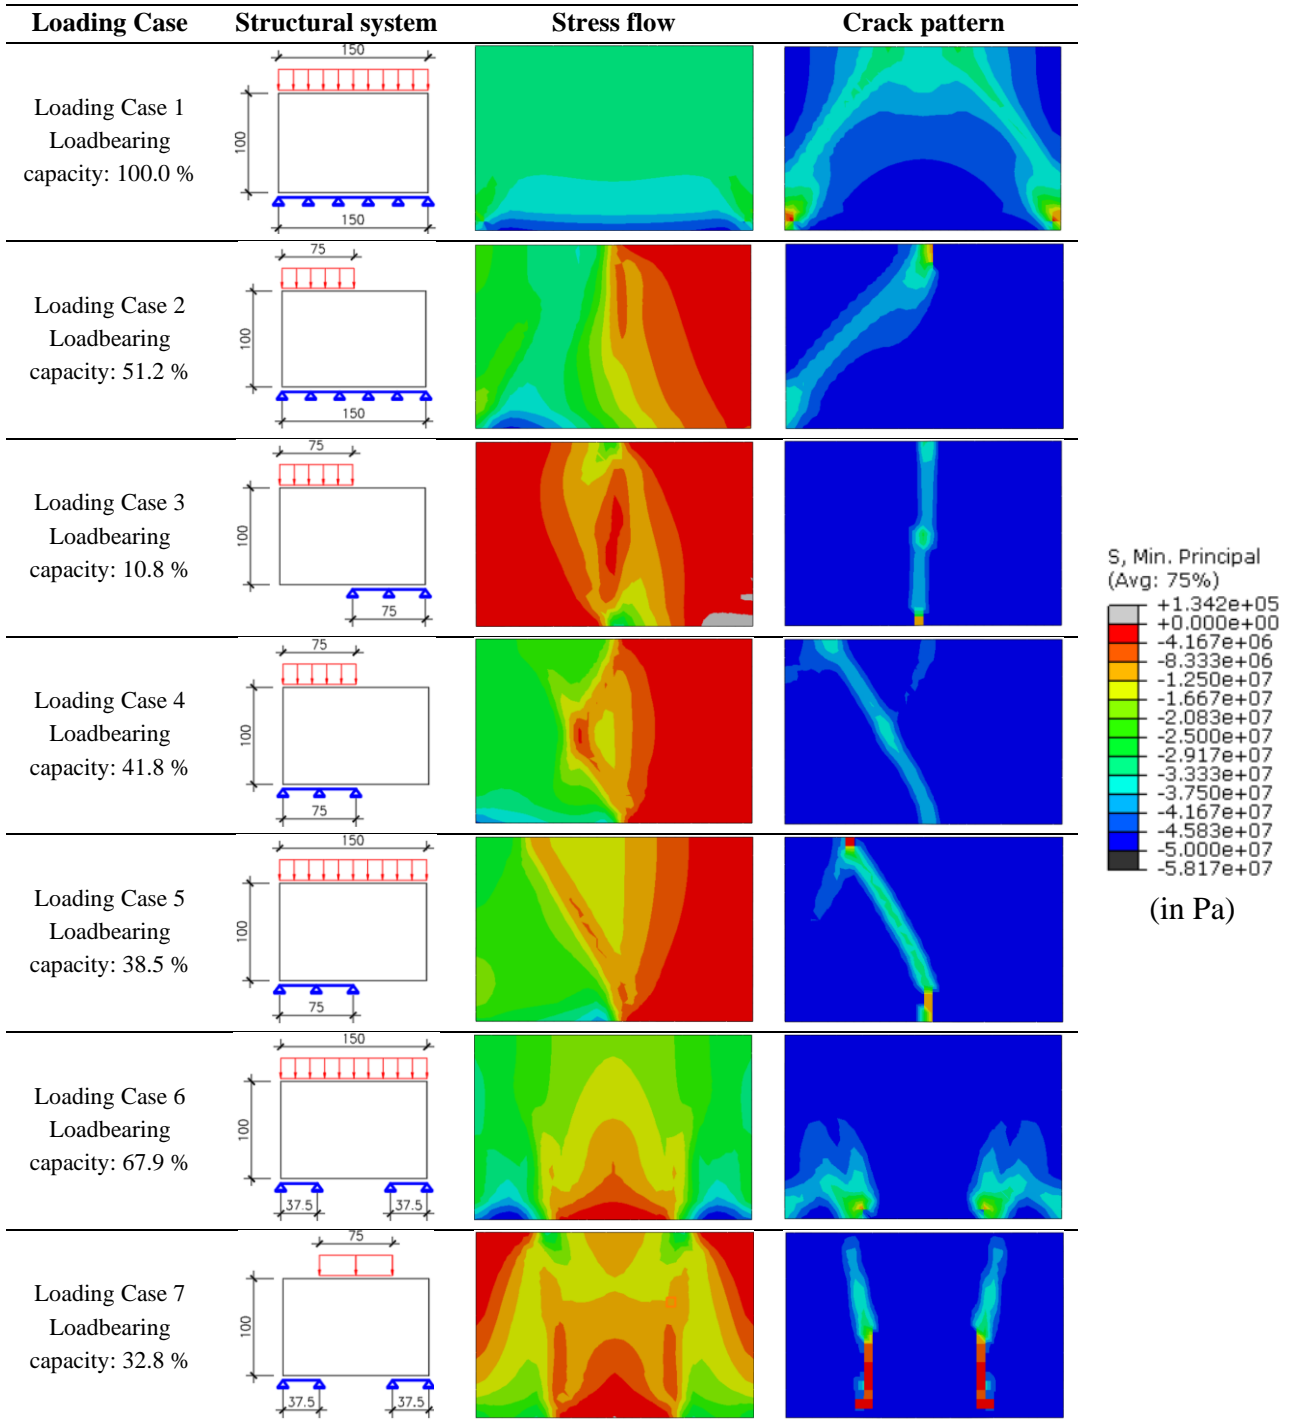 Loading Case Structural system Stress flow Crack pattern
150
Loading Case 1
Loadbearing
capacity: 100.0 %
100
150
75
Loading Case 2
Loadbearing
capacity: 51.2 %
100
150
75
Loading Case 3
Loadbearing
capacity: 10.8 %
100
75
75
Loading Case 4
Loadbearing
capacity: 41.8 %
100
75
150
Loading Case 5
Loadbearing
capacity: 38.5 %
100
75
150
Loading Case 6
Loadbearing
capacity: 67.9 %
100
37.5 37.5
75
Loading Case 7
Loadbearing
capacity: 32.8 %
100
37.5 37.5
S, Min. Principal
(Avg: 75%)
+1.342e+05
+0.000e+00
-4.167e+06
-8.333e+06
-1.250e+07
-1.667e+07
-2.083e+07
-2.500e+07
-2.917e+07
-3.333e+07
-3.750e+07
-4.167e+07
-4.583e+07
-5.000e+07
-5.817e+07
(in Pa)